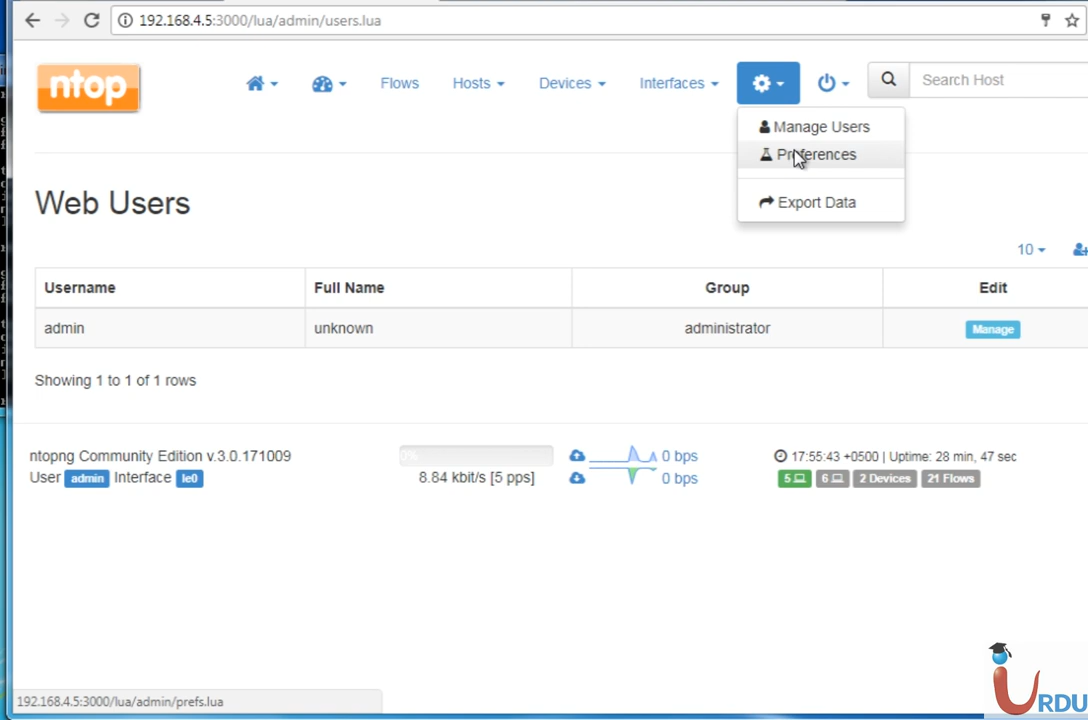 192.168.4.5:3000/lua/admin/users.lua
ntop
Flows Hosts Devices Interfaces Search Host
Manage Users
Preferences
Export Data
Web Users
10
Username Full Name Group Edit
admin unknown administrator Manage
Showing 1 to 1 of 1 rows
ntopng Community Edition v.3.0.171009 0% 0 bps 17:55:43 +0500 | Uptime: 28 min, 47 sec
User admin Interface le0 8.84 kbit/s [5 pps] 0 bps 5 6 2 Devices 21 Flows
192.168.4.5:3000/lua/admin/prefs.lua
iURDU